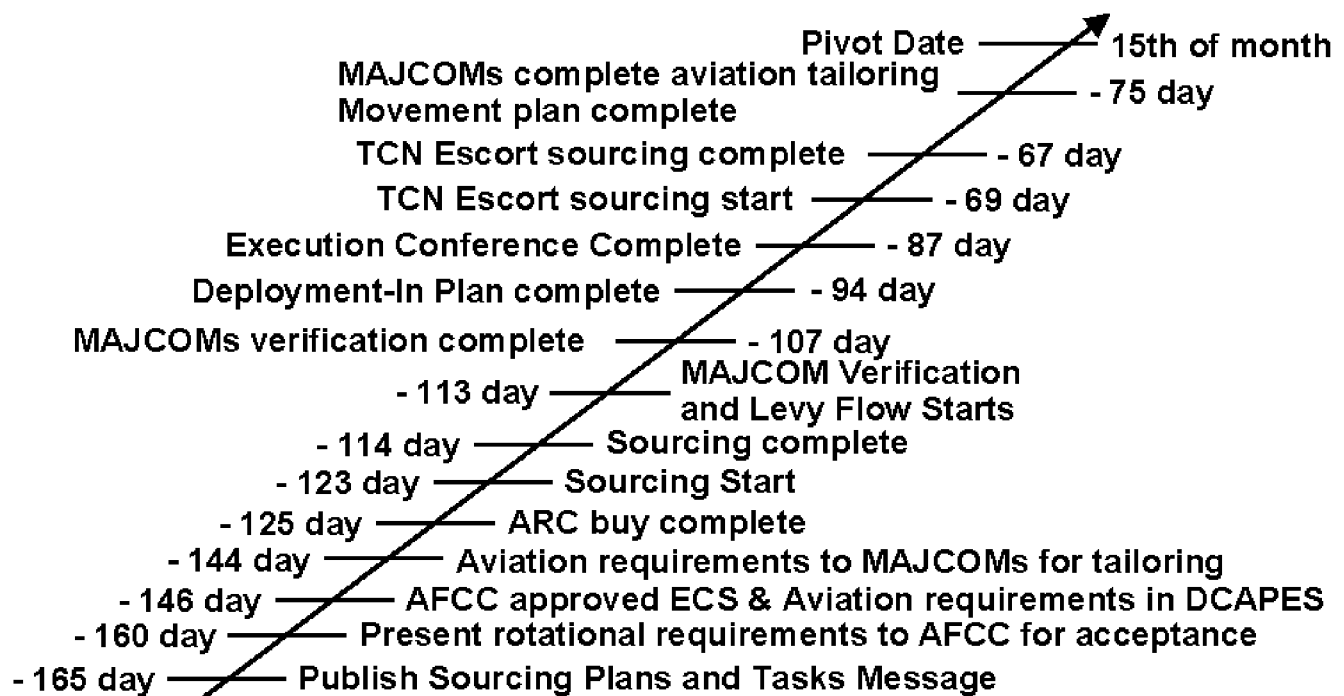 Pivot Date 15th of month
MAJCOMs complete aviation tailoring
Movement plan complete
- 75 day
TCN Escort sourcing complete - 67 day
TCN Escort sourcing start - 69 day
Execution Conference Complete - 87 day
Deployment-In Plan complete - 94 day
MAJCOMs verification complete - 107 day
- 113 day MAJCOM Verification
and Levy Flow Starts
- 114 day Sourcing complete
- 123 day Sourcing Start
- 125 day ARC buy complete
- 144 day Aviation requirements to MAJCOMs for tailoring
- 146 day AFCC approved ECS & Aviation requirements in DCAPES
- 160 day Present rotational requirements to AFCC for acceptance
- 165 day Publish Sourcing Plans and Tasks Message